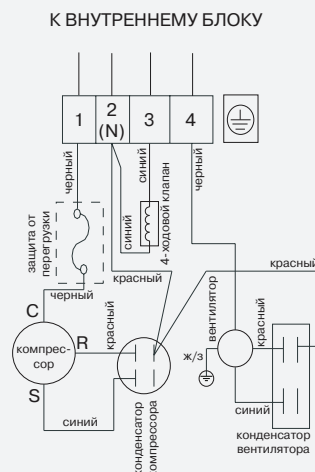 К ВНУТРЕННЕМУ БЛОКУ
1
2
(N)
3
4
черный
синий
синий
4-ходовой клапан
черный
защита от
перегрузки
черный
красный
красный
C
R
S
компрес-
сор
красный
синий
конденсатор
компрессора
вентилятор
ж/з
красный
синий
конденсатор
вентилятора